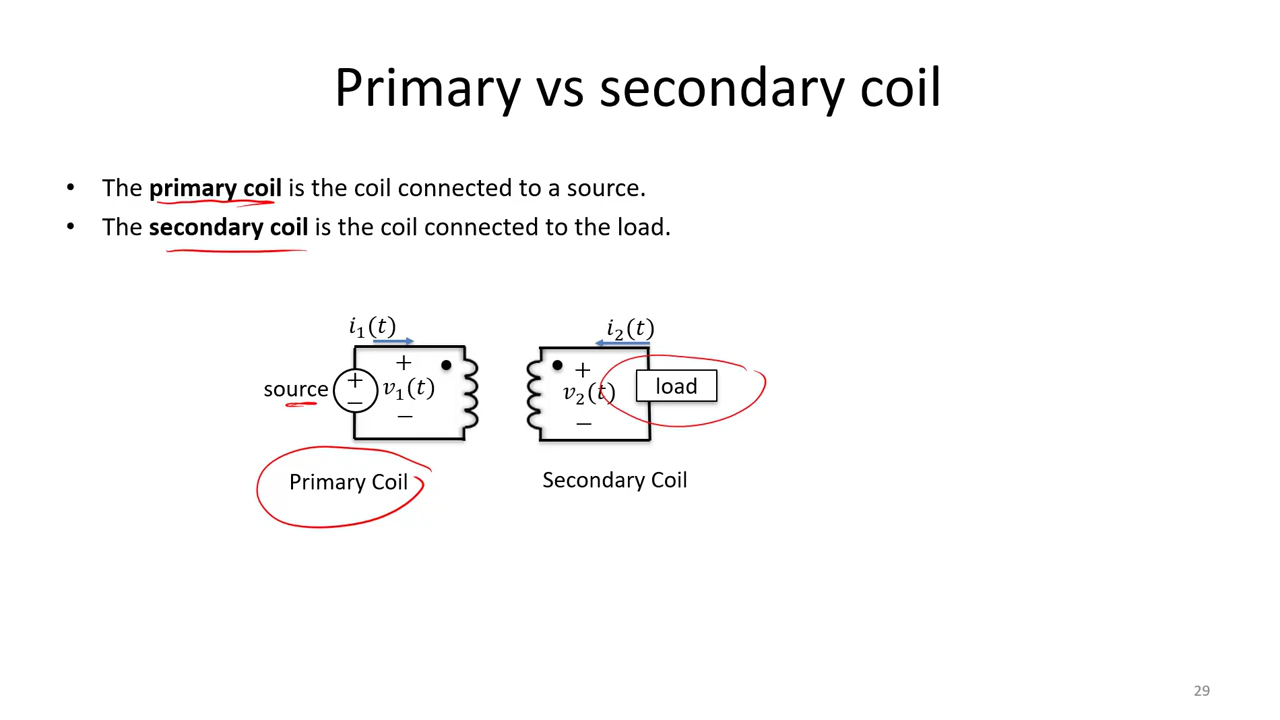 Primary vs secondary coil
• The primary coil is the coil connected to a source.
• The secondary coil is the coil connected to the load.
i₁(t)
i₂(t)
+
+
source
+
−
v₁(t)
v₂(t)
load
−
−
Primary Coil
Secondary Coil
29